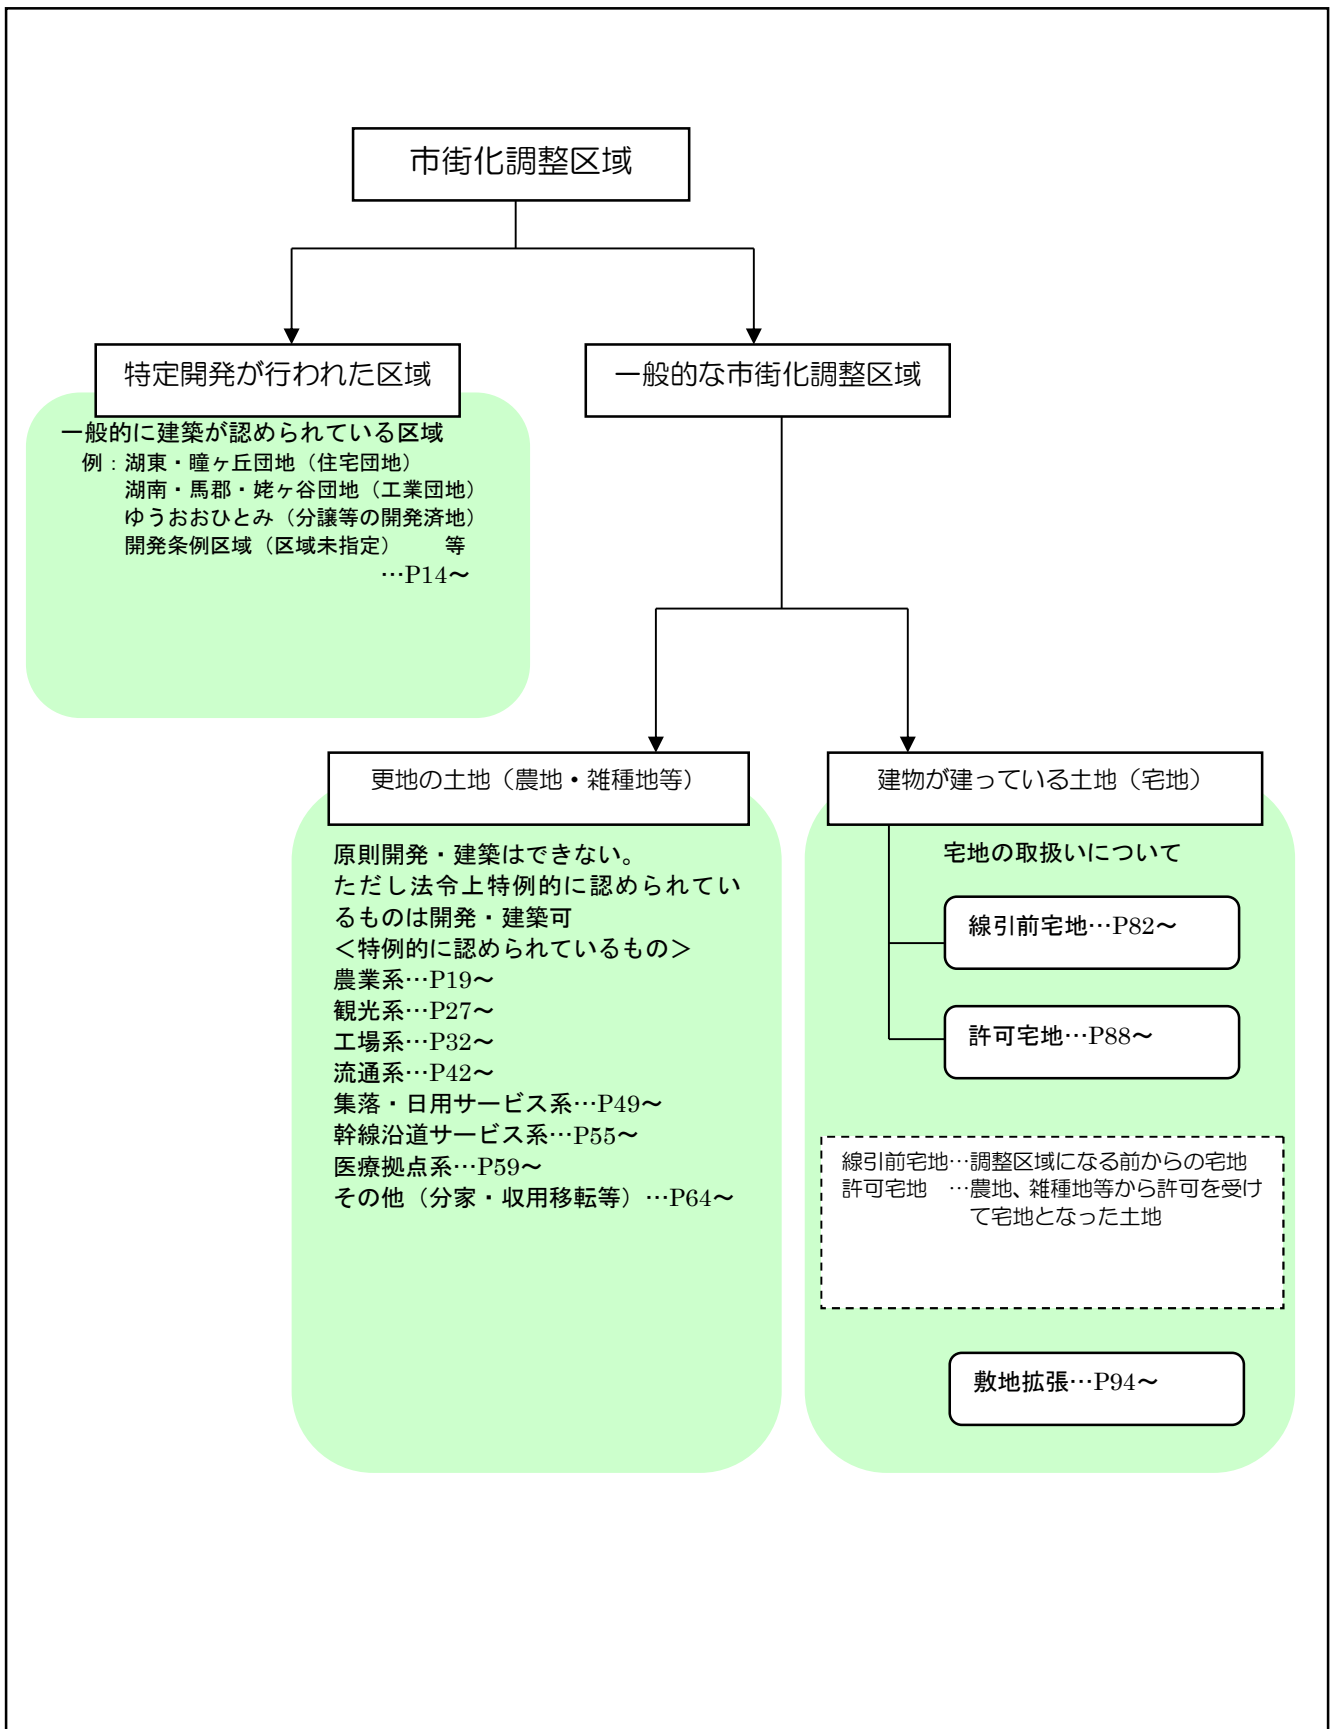 市街化調整区域
特定開発が行われた区域
一般的に建築が認められている区域
例：湖東・瞳ヶ丘団地（住宅団地）
湖南・馬郡・姥ヶ谷団地（工業団地）
ゆうおおひとみ（分譲等の開発済地）
開発条例区域（区域未指定）　　等
…P14～
一般的な市街化調整区域
更地の土地（農地・雑種地等）
原則開発・建築はできない。
ただし法令上特例的に認められてい
るものは開発・建築可
＜特例的に認められているもの＞
農業系…P19～
観光系…P27～
工場系…P32～
流通系…P42～
集落・日用サービス系…P49～
幹線沿道サービス系…P55～
医療拠点系…P59～
その他（分家・収用移転等）…P64～
建物が建っている土地（宅地）
宅地の取扱いについて
線引前宅地…P82～
許可宅地…P88～
線引前宅地…調整区域になる前からの宅地
許可宅地　…農地、雑種地等から許可を受け
て宅地となった土地
敷地拡張…P94～